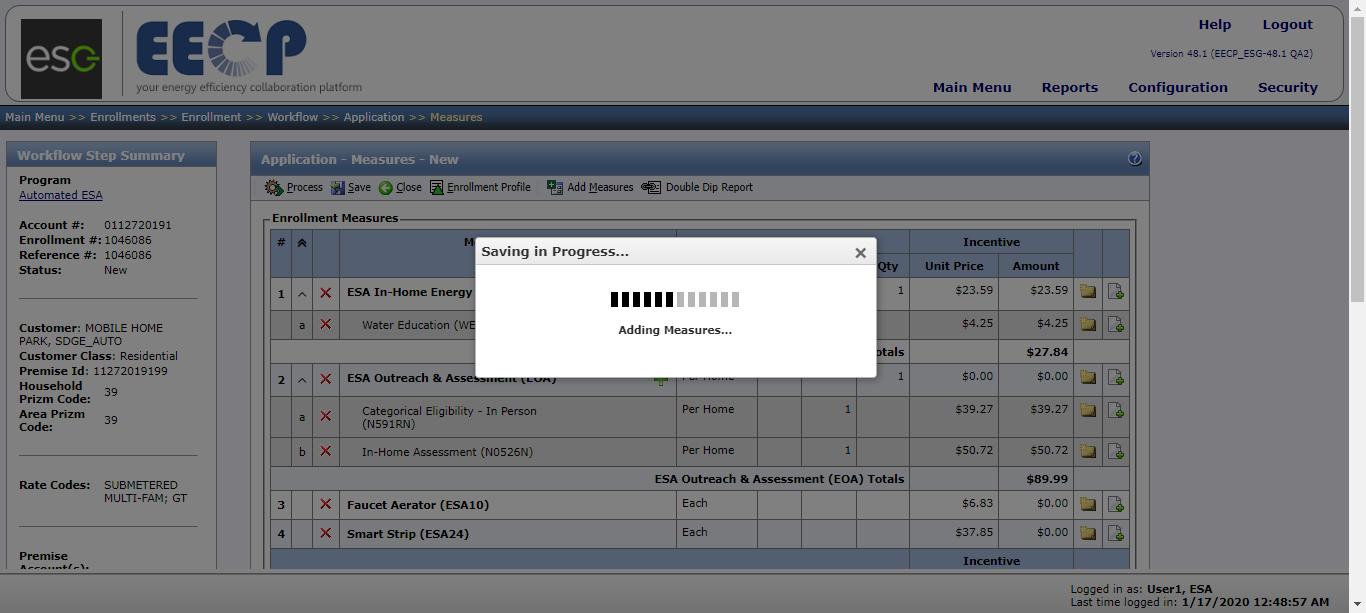 esg
EECP
your energy efficiency collaboration platform
Help Logout
Version 48.1 (EECP_ESG-48.1 QA2)
Main Menu Reports Configuration Security
Main Menu >> Enrollments >> Enrollment >> Workflow >> Application >> Measures
Workflow Step Summary
Program
Automated ESA
Account #: 0112720191
Enrollment #: 1046086
Reference #: 1046086
Status: New
Customer: MOBILE HOME
PARK, SDGE_AUTO
Customer Class: Residential
Premise Id: 11272019199
Household
Prizm Code: 39
Area Prizm
Code: 39
Rate Codes: SUBMETERED
MULTI-FAM; GT
Premise
Account(s):
Application - Measures - New
Process Save Close Enrollment Profile Add Measures Double Dip Report
Enrollment Measures
# Incentive
Qty Unit Price Amount
Saving in Progress...
Adding Measures...
1 ESA In-Home Energy 1 $23.59 $23.59
a Water Education (WE $4.25 $4.25
otals $27.84
2 ESA Outreach & Assessment (EOA) Per Home 1 $0.00 $0.00
a Categorical Eligibility - In Person Per Home 1 $39.27 $39.27
(N591RN)
b In-Home Assessment (N0526N) Per Home 1 $50.72 $50.72
ESA Outreach & Assessment (EOA) Totals $89.99
3 Faucet Aerator (ESA10) Each $6.83 $0.00
4 Smart Strip (ESA24) Each $37.85 $0.00
Incentive
Logged in as: User1, ESA
Last time logged in: 1/17/2020 12:48:57 AM